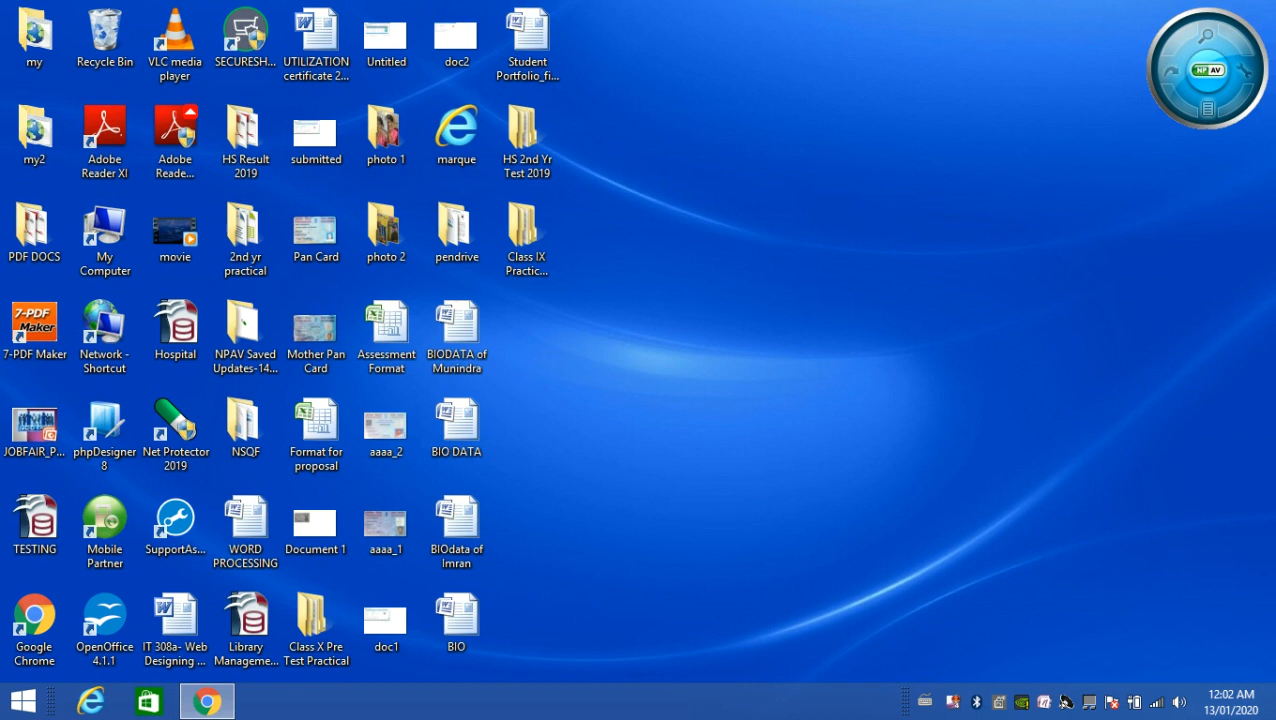 my
Recycle Bin
VLC media
player
SECURESH...
UTILIZATION
certificate 2...
Untitled
doc2
Student
Portfolio_fi...
NP AV
my2
Adobe
Reader XI
Adobe
Reade...
HS Result
2019
submitted
photo 1
marque
HS 2nd Yr
Test 2019
PDF DOCS
My
Computer
movie
2nd yr
practical
Pan Card
photo 2
pendrive
Class IX
Practic...
7-PDF
Maker
7-PDF Maker
Network -
Shortcut
Hospital
NPAV Saved
Updates-14...
Mother Pan
Card
Assessment
Format
BIODATA of
Munindra
JOBFAIR_P...
phpDesigner
8
Net Protector
2019
NSQF
Format for
proposal
aaaa_2
BIO DATA
TESTING
Mobile
Partner
SupportAs...
WORD
PROCESSING
Document 1
aaaa_1
BIOdata of
Imran
Google
Chrome
OpenOffice
4.1.1
IT 308a- Web
Designing ...
Library
Manageme...
Class X Pre
Test Practical
doc1
BIO
12:02 AM
13/01/2020